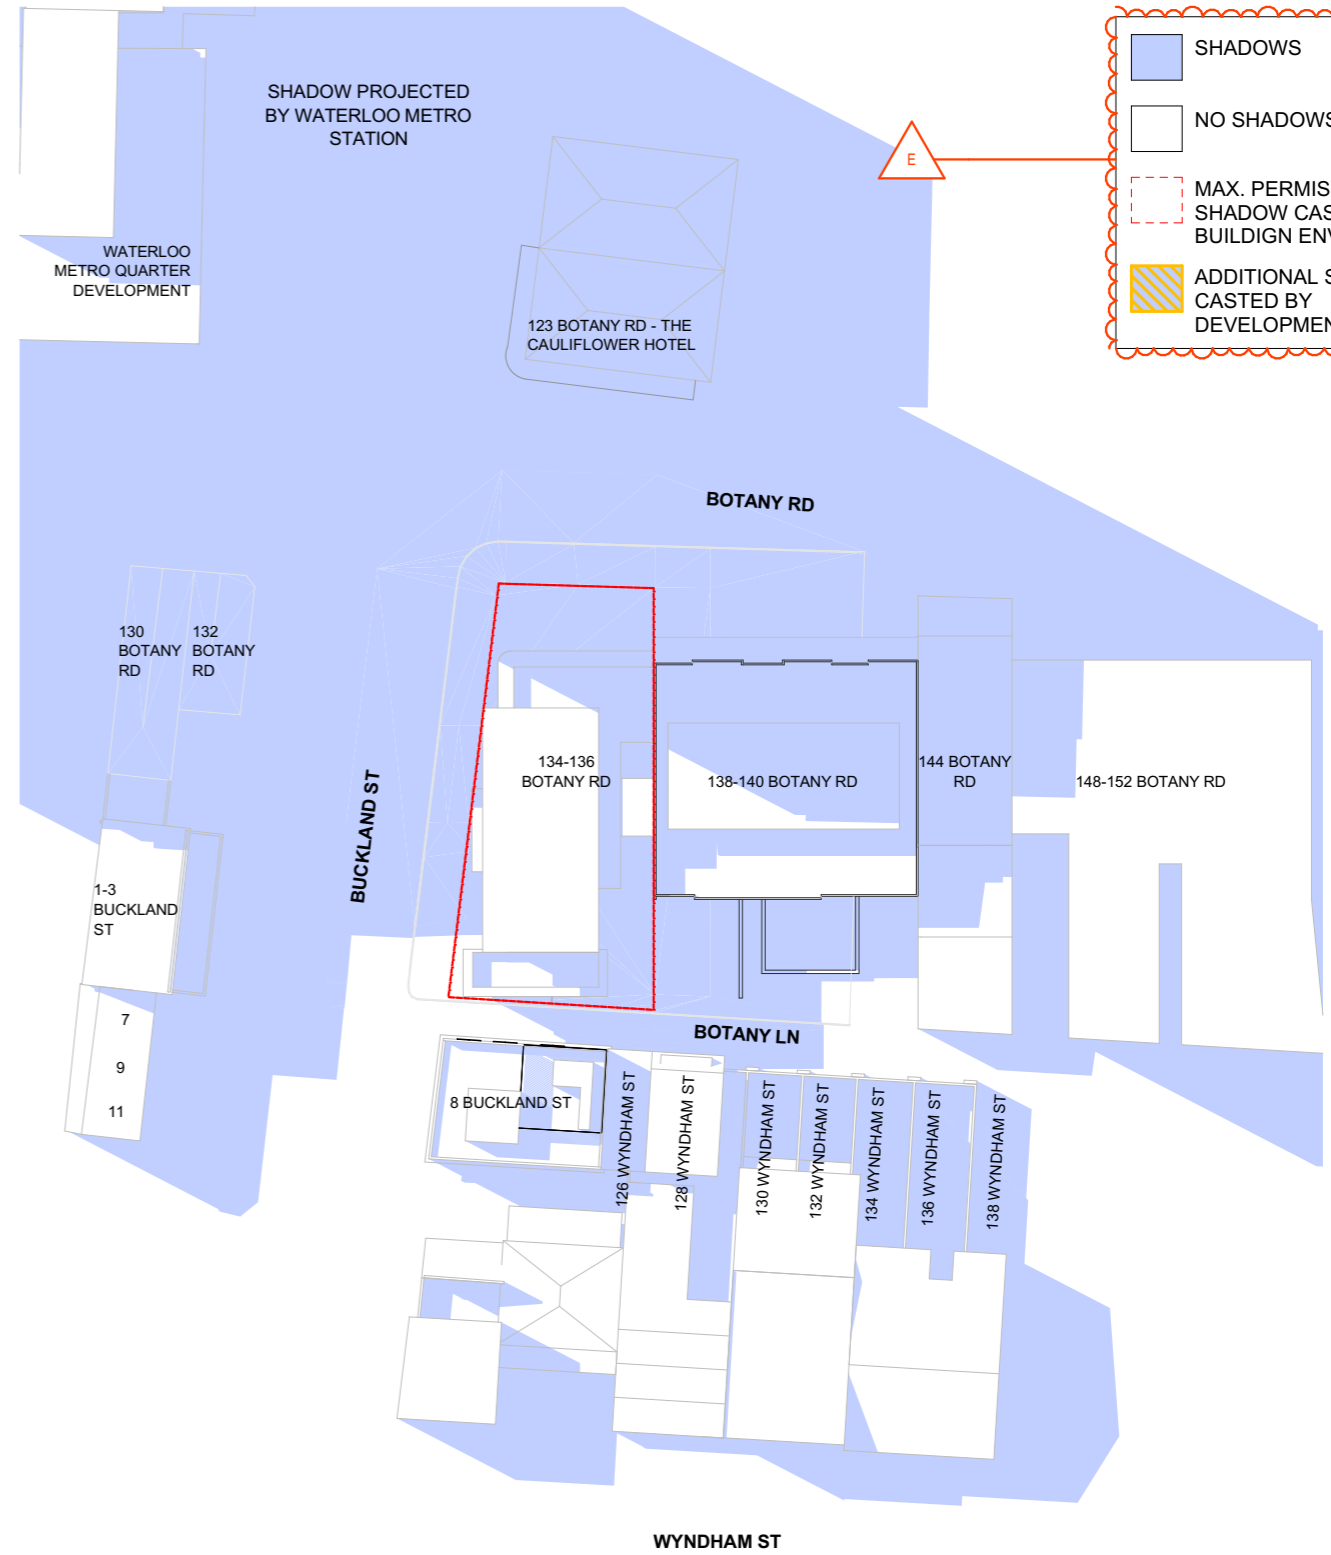 SHADOWS
NO SHADOWS
MAX. PERMIS
SHADOW CAS
BUILDIGN ENV
ADDITIONAL S
CASTED BY
DEVELOPMEN
E
SHADOW PROJECTED
BY WATERLOO METRO
STATION
WATERLOO
METRO QUARTER
DEVELOPMENT
123 BOTANY RD - THE
CAULIFLOWER HOTEL
BOTANY RD
130
BOTANY
RD
132
BOTANY
RD
BUCKLAND ST
134-136
BOTANY RD
138-140 BOTANY RD
144 BOTANY
RD
148-152 BOTANY RD
1-3
BUCKLAND
ST
7
9
11
BOTANY LN
8 BUCKLAND ST
126 WYNDHAM ST
128 WYNDHAM ST
130 WYNDHAM ST
132 WYNDHAM ST
134 WYNDHAM ST
136 WYNDHAM ST
138 WYNDHAM ST
WYNDHAM ST